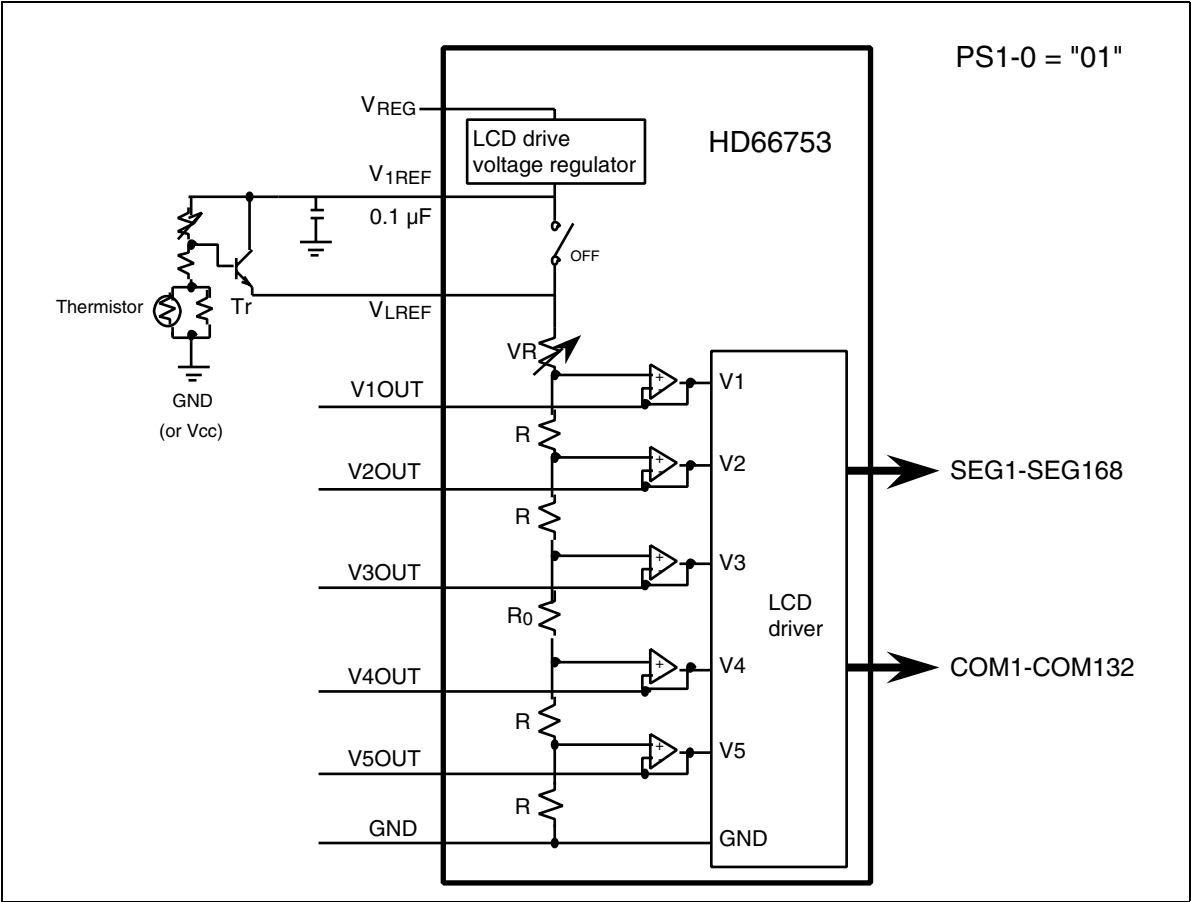 PS1-0 = "01"
VREG
LCD drive
voltage regulator
HD66753
V1REF
0.1 µF
OFF
Thermistor
Tr
VLREF
VR
GND
(or Vcc)
V1OUT
+
-
V1
R
V2OUT
+
-
V2
SEG1-SEG168
R
V3OUT
+
-
V3
R0
LCD
driver
V4OUT
+
-
V4
COM1-COM132
R
V5OUT
+
-
V5
R
GND
GND